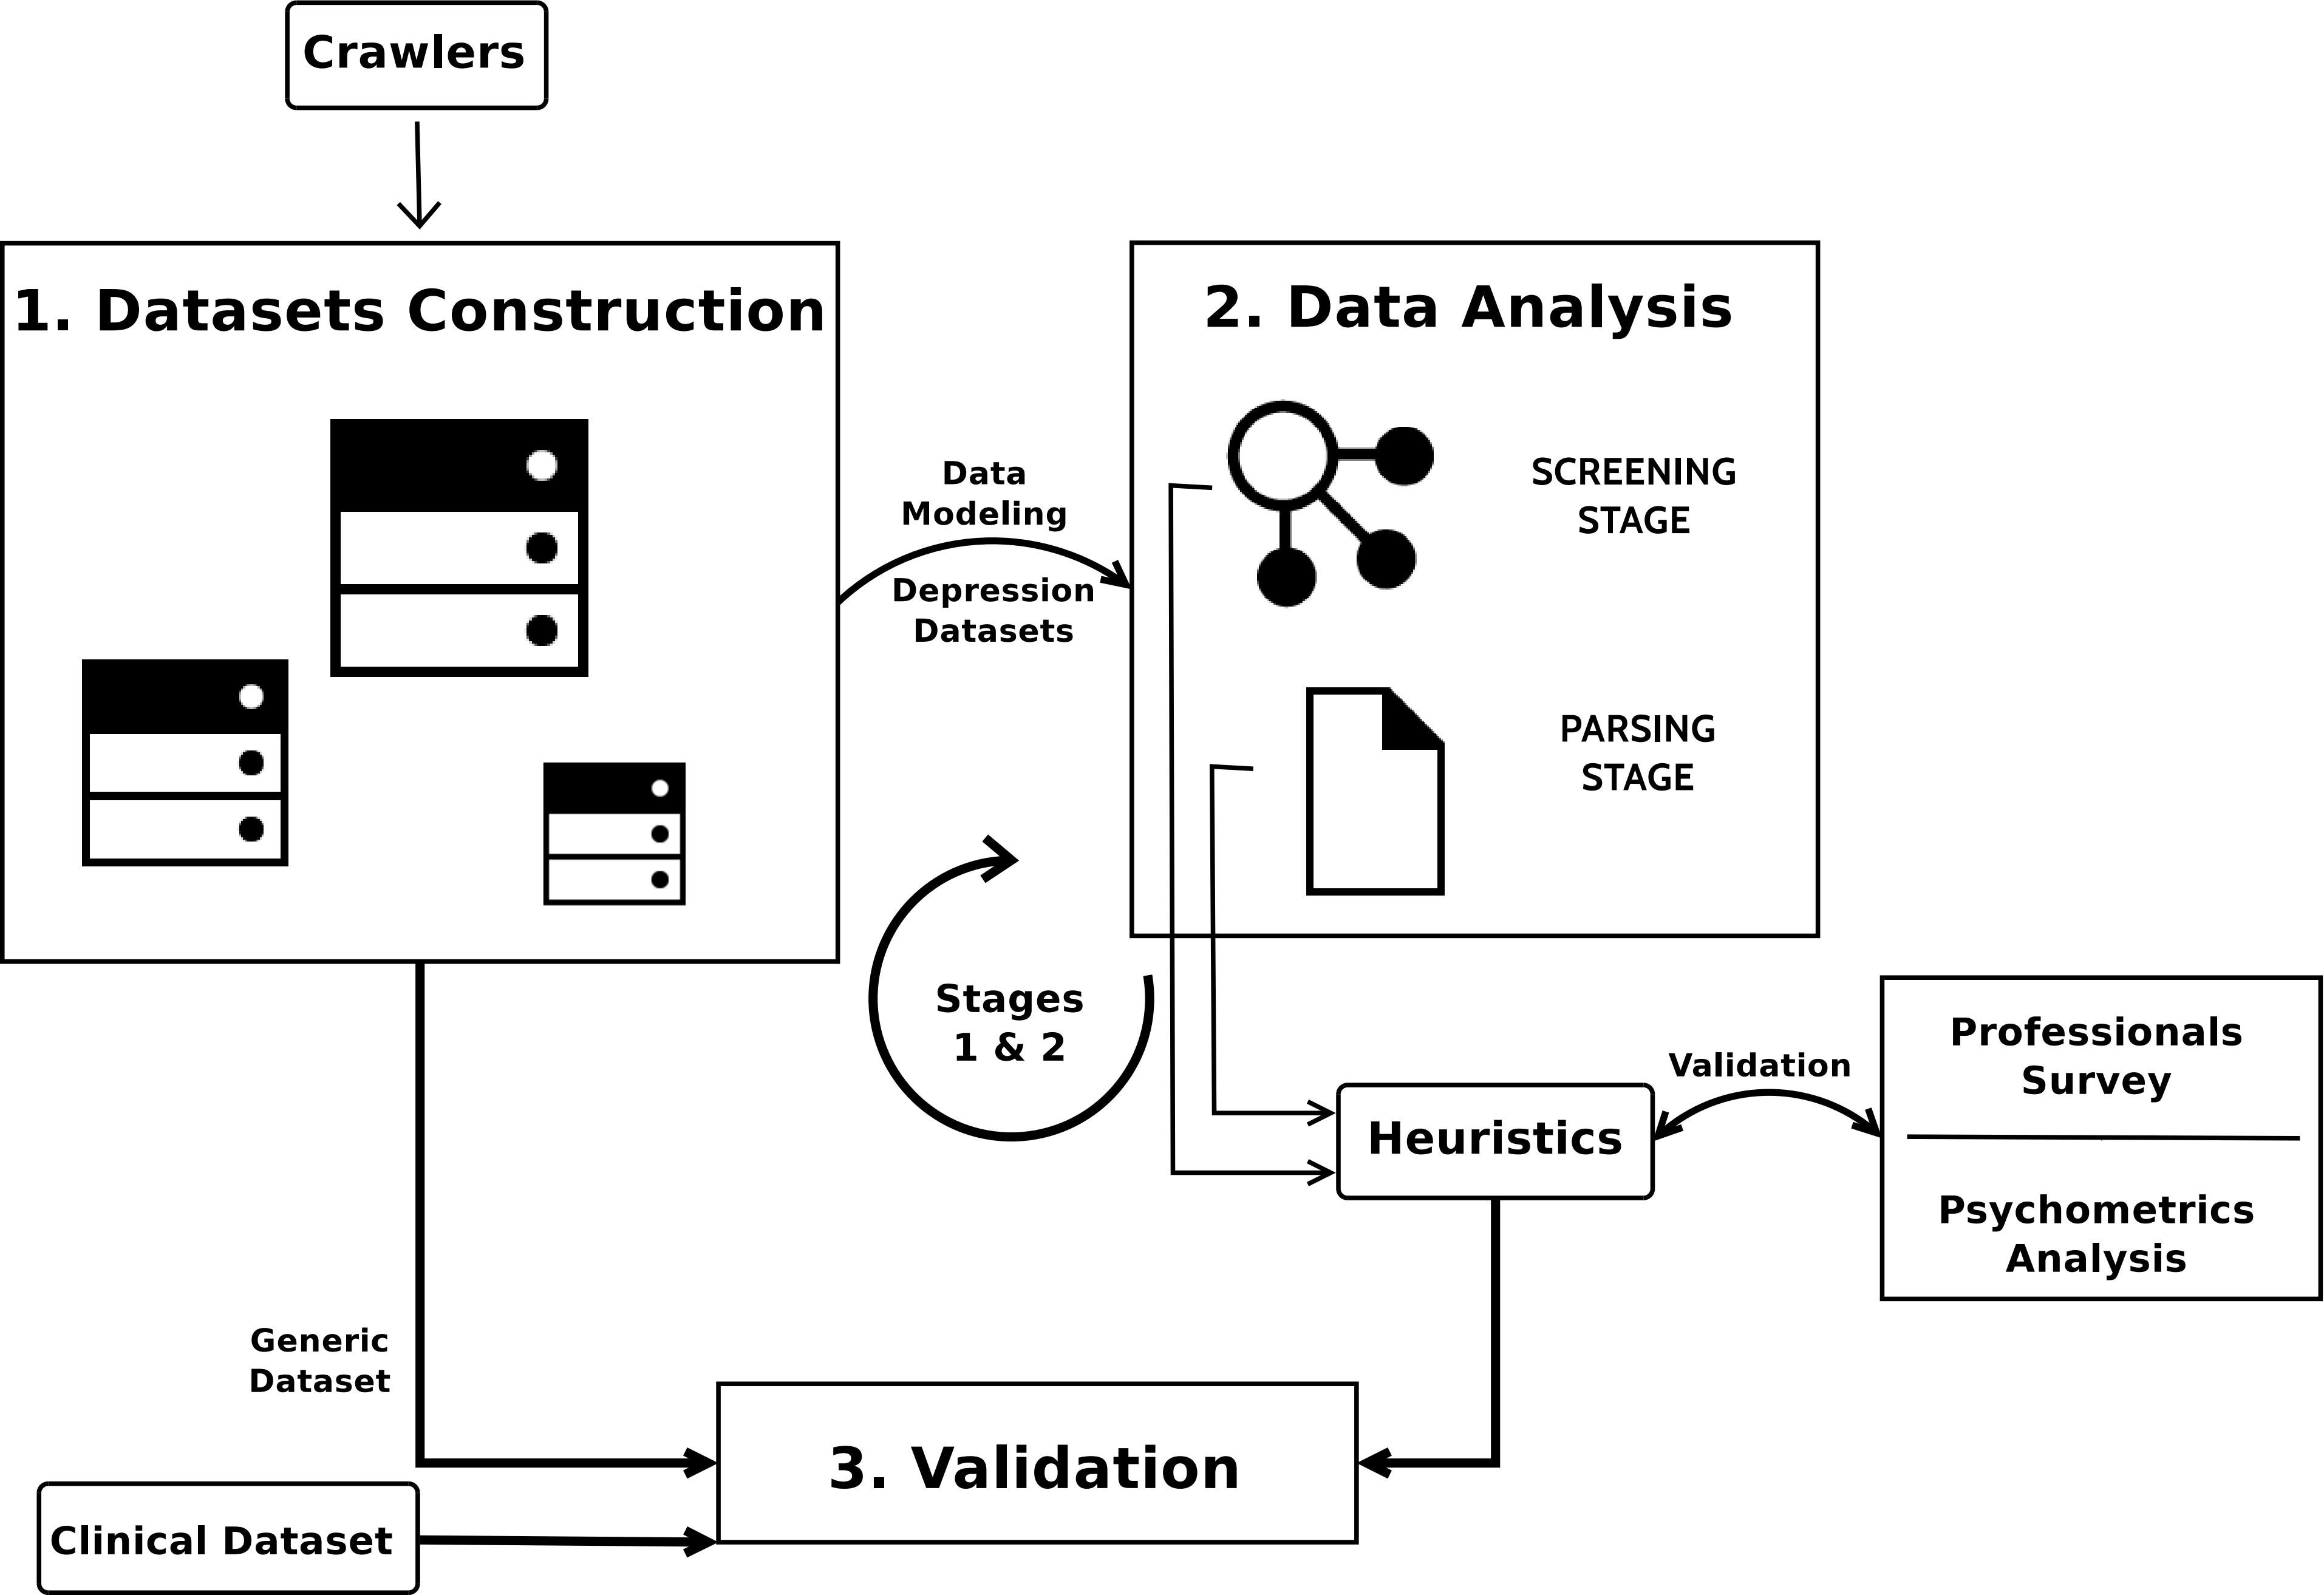 Crawlers
1. Datasets Construction
Data
Modeling
Depression
Datasets
2. Data Analysis
SCREENING
STAGE
PARSING
STAGE
Stages
1 & 2
Heuristics
Validation
Professionals
Survey
Psychometrics
Analysis
Generic
Dataset
Clinical Dataset
3. Validation